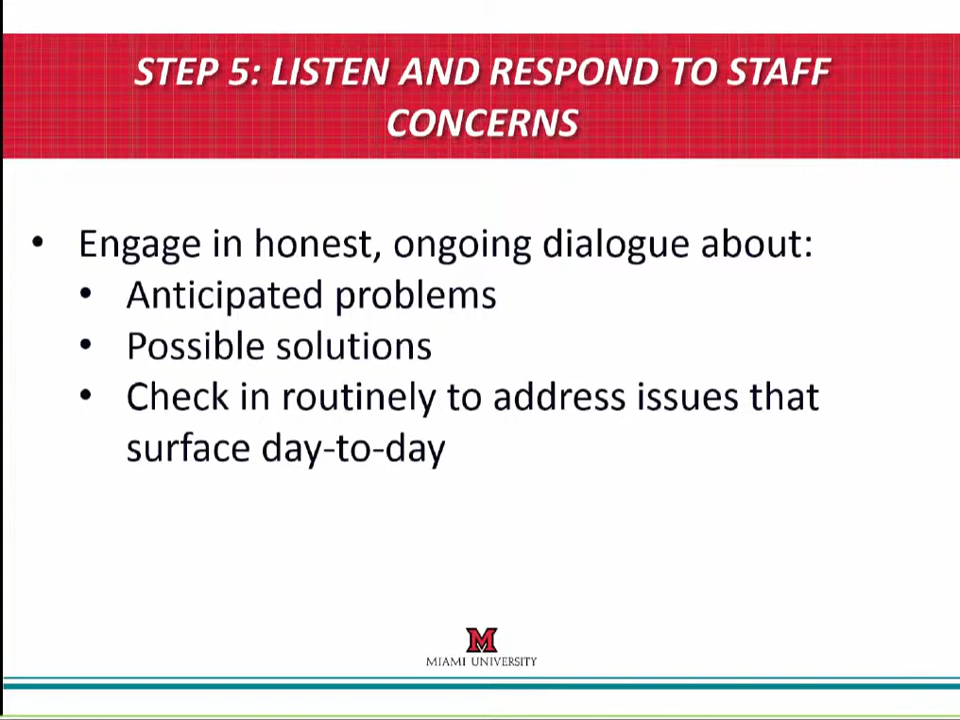 STEP 5: LISTEN AND RESPOND TO STAFF
CONCERNS
• Engage in honest, ongoing dialogue about:
• Anticipated problems
• Possible solutions
• Check in routinely to address issues that
surface day-to-day
M
MIAMI UNIVERSITY